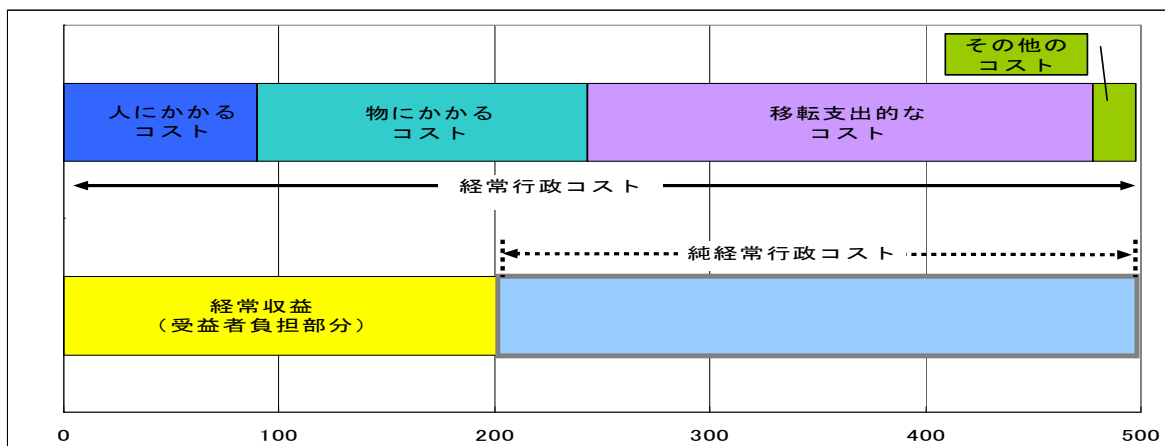 その他の
コスト
人にかかる
コスト
物にかかる
コスト
移転支出的な
コスト
経常行政コスト
純経常行政コスト
経常収益
（受益者負担部分）
0
100
200
300
400
500